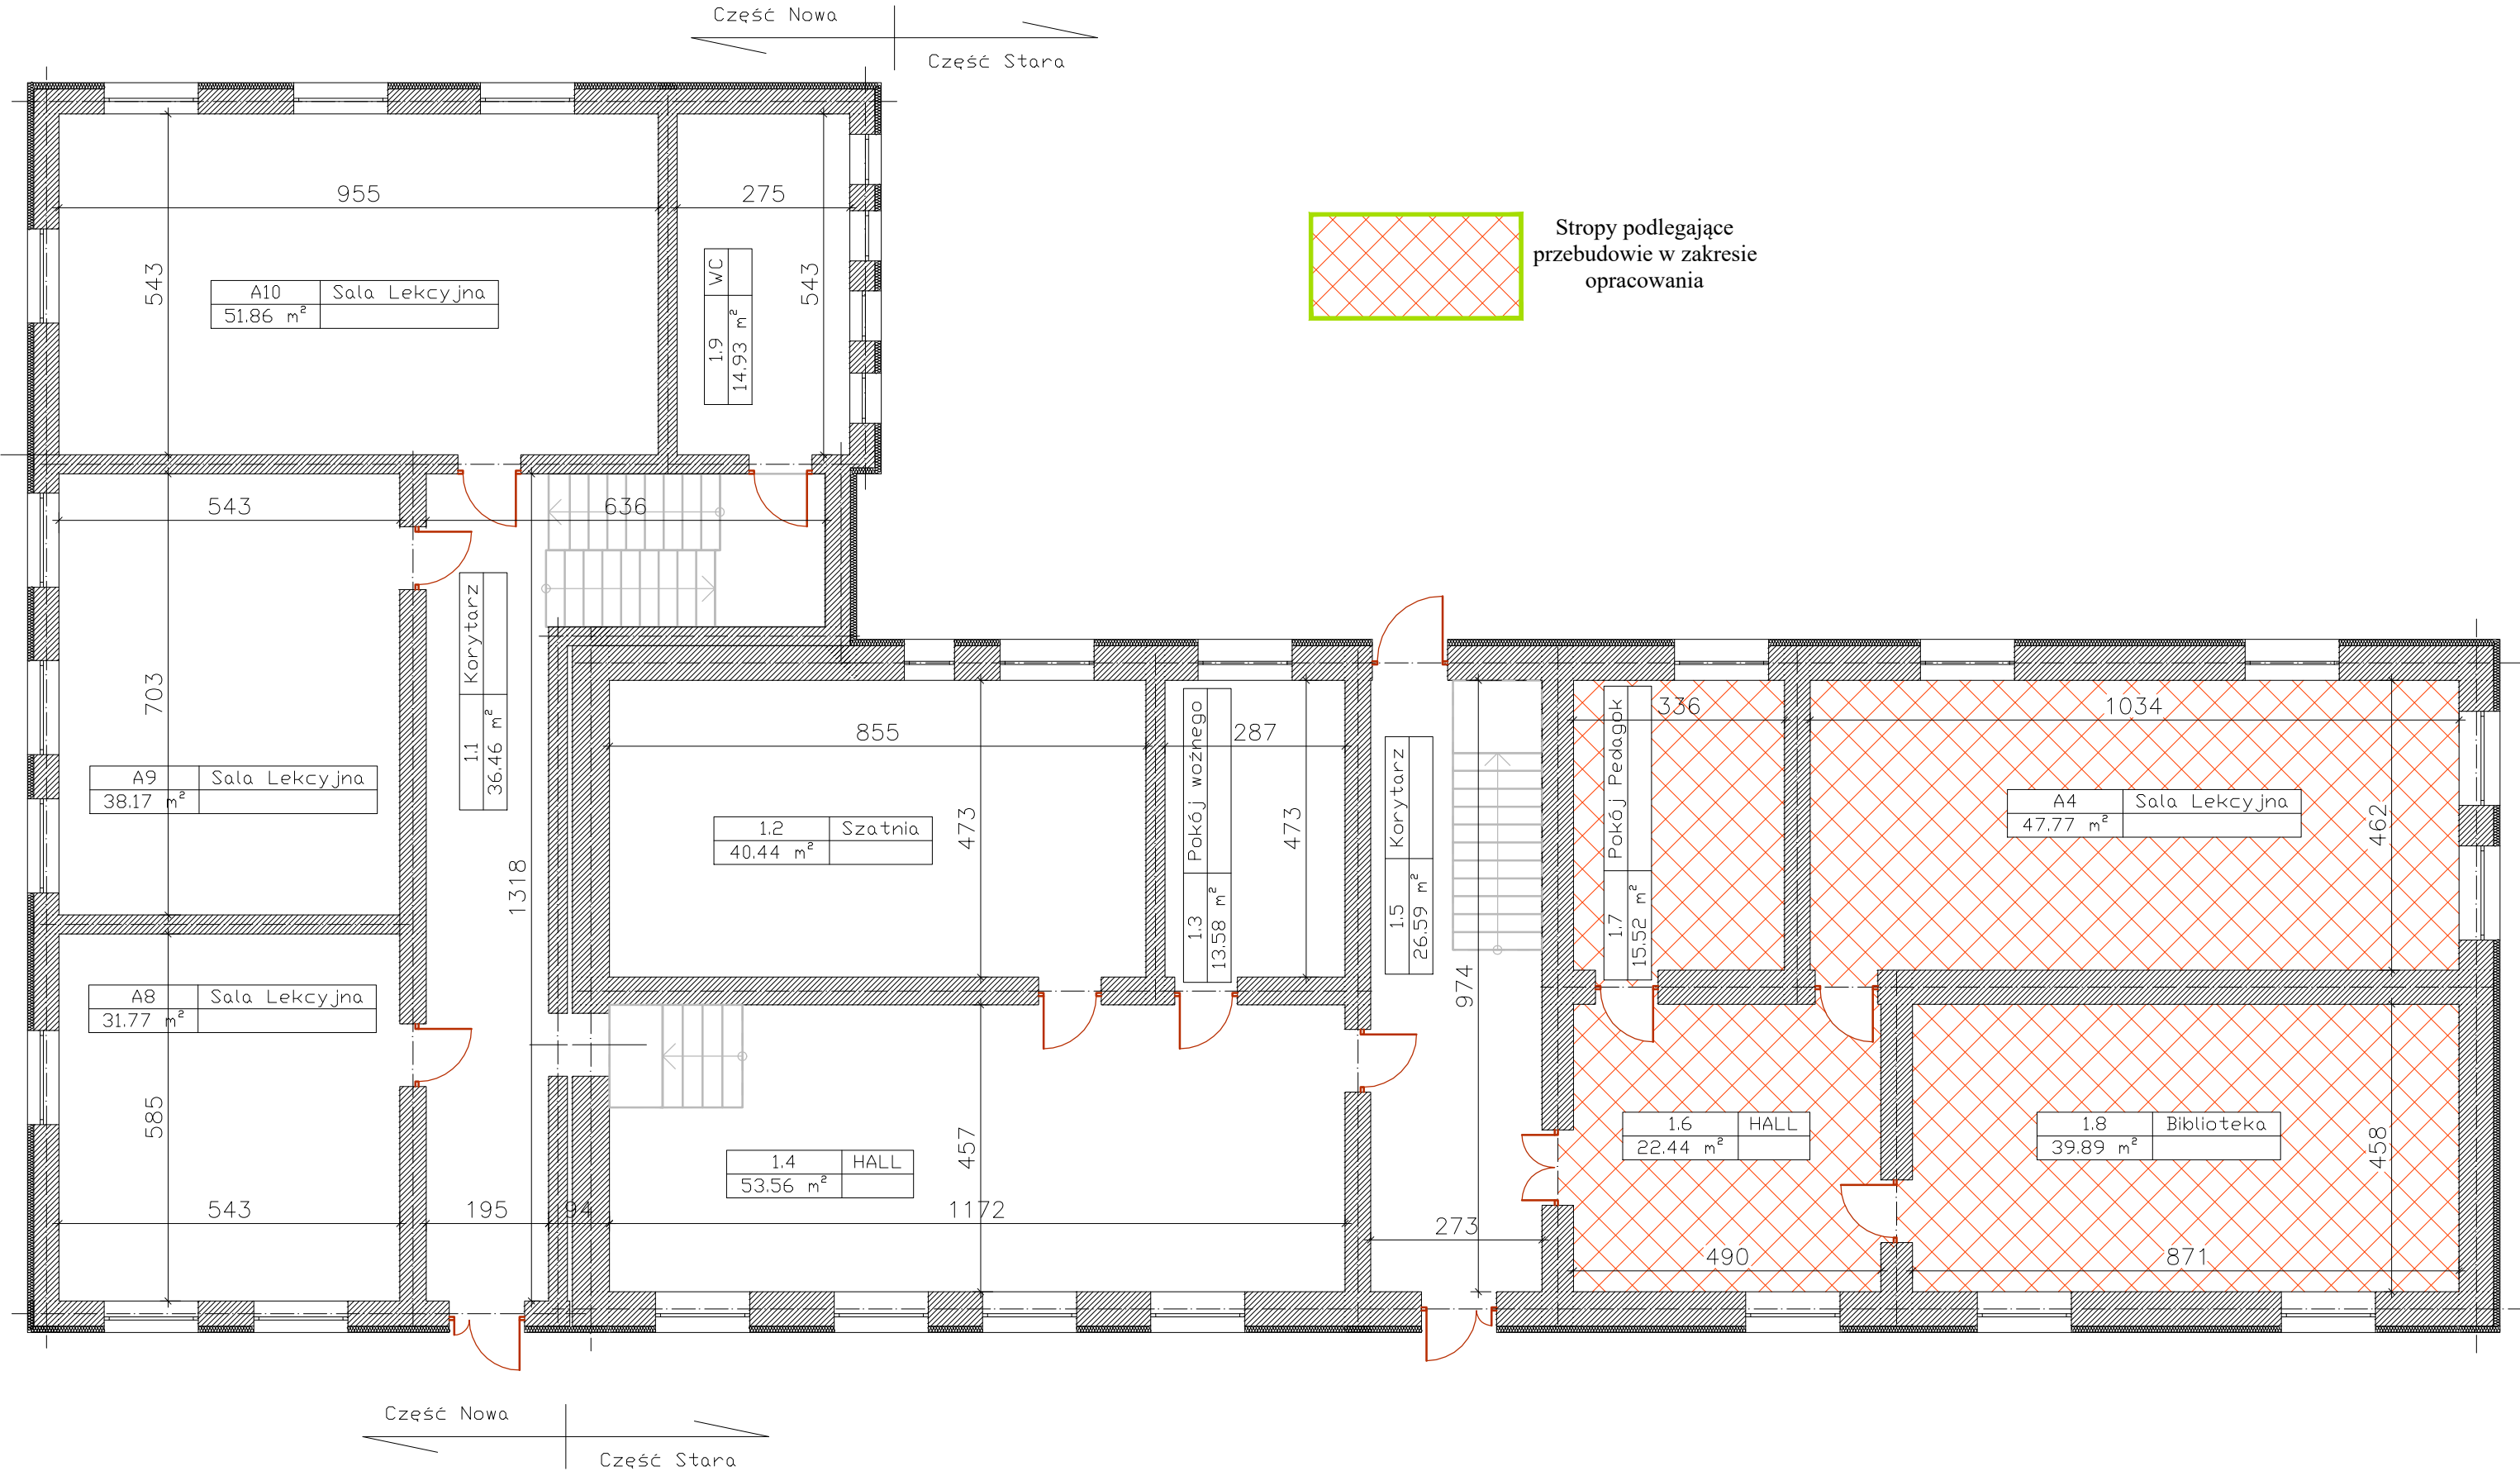 Część Nowa
Część Stara
955
275
543
543
A10 Sala Lekcyjna
51.86 m²
1.9 WC
14.93 m²
Stropy podlegające
przebudowie w zakresie
opracowania
543
636
703
1.1 Korytarz
36.46 m²
A9 Sala Lekcyjna
38.17 m²
1318
855
473
1.2 Szatnia
40.44 m²
287
473
1.3 Pokój woźnego
13.58 m²
1.5 Korytarz
26.59 m²
974
336
1.7 Pokój Pedagok
15.52 m²
1034
462
A4 Sala Lekcyjna
47.77 m²
A8 Sala Lekcyjna
31.77 m²
585
543
195
94
457
1.4 HALL
53.56 m²
1172
273
1.6 HALL
22.44 m²
490
1.8 Biblioteka
39.89 m²
458
871
Część Nowa
Część Stara